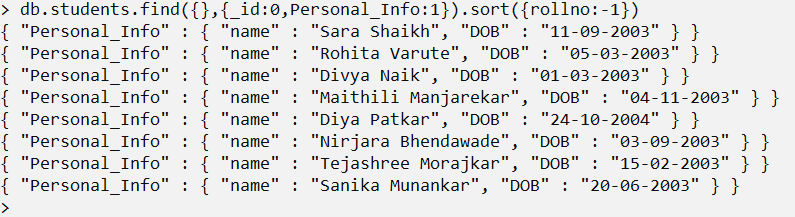 > db.students.find({},{_id:0,Personal_Info:1}).sort({rollno:-1})
{ "Personal_Info" : { "name" : "Sara Shaikh", "DOB" : "11-09-2003" } }
{ "Personal_Info" : { "name" : "Rohita Varute", "DOB" : "05-03-2003" } }
{ "Personal_Info" : { "name" : "Divya Naik", "DOB" : "01-03-2003" } }
{ "Personal_Info" : { "name" : "Maithili Manjarekar", "DOB" : "04-11-2003" } }
{ "Personal_Info" : { "name" : "Diya Patkar", "DOB" : "24-10-2004" } }
{ "Personal_Info" : { "name" : "Nirjara Bhendawade", "DOB" : "03-09-2003" } }
{ "Personal_Info" : { "name" : "Tejashree Morajkar", "DOB" : "15-02-2003" } }
{ "Personal_Info" : { "name" : "Sanika Munankar", "DOB" : "20-06-2003" } }
>